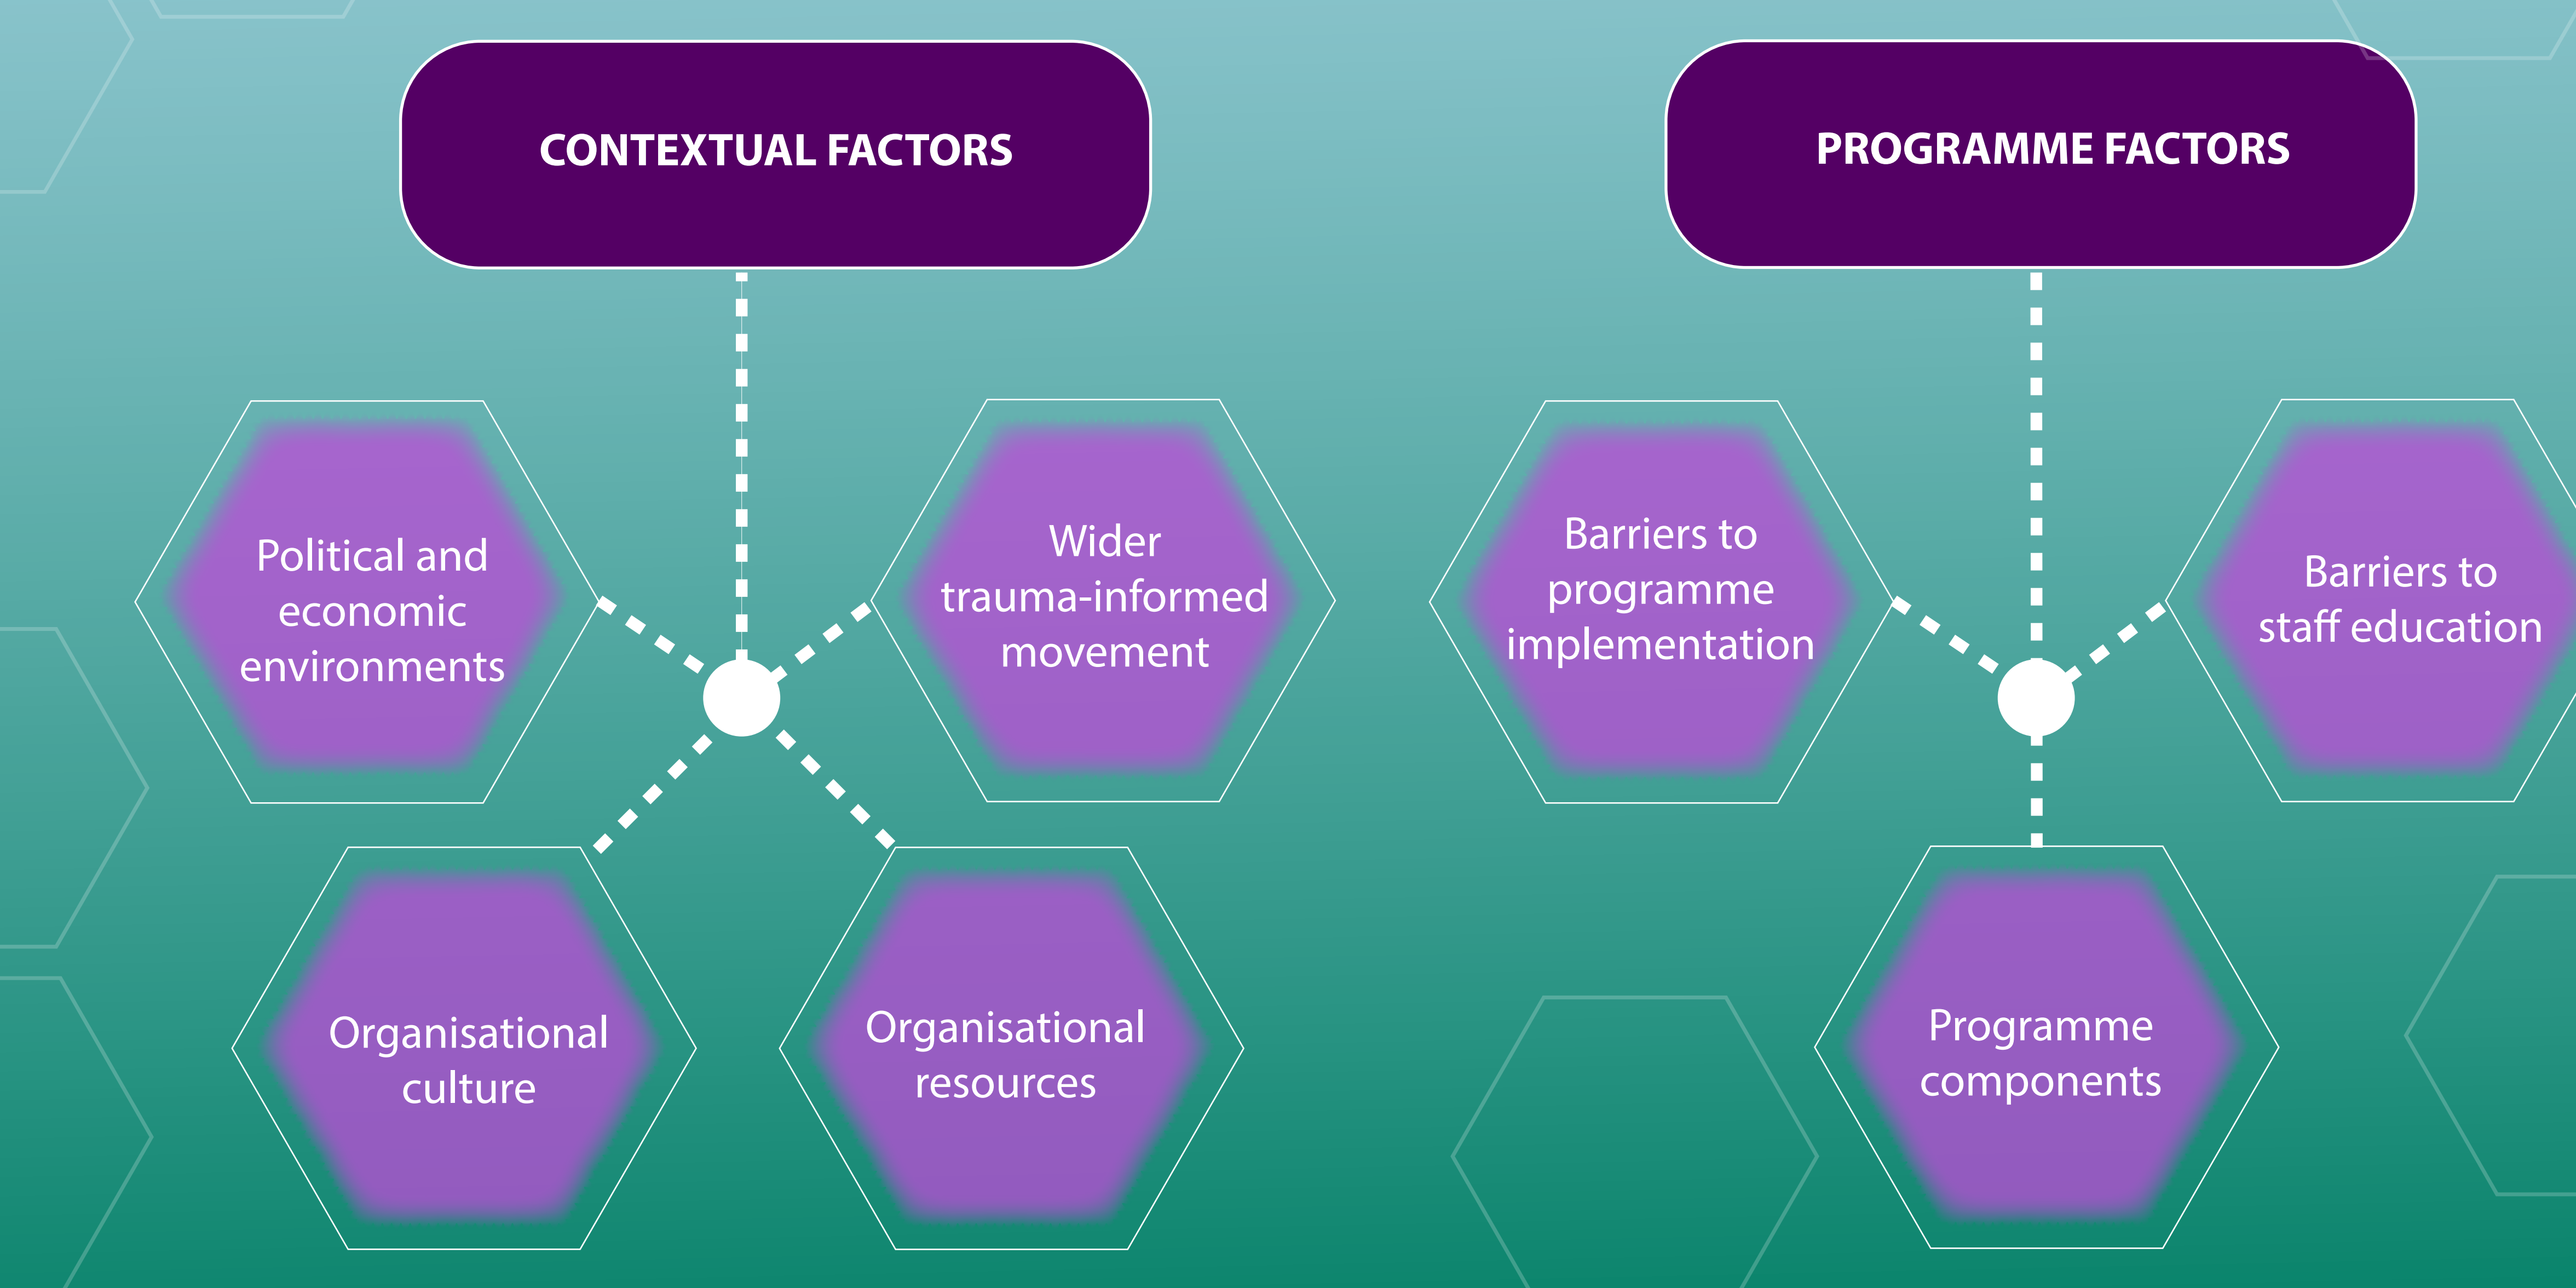 CONTEXTUAL FACTORS
Political and
economic
environments
Wider
trauma-informed
movement
Organisational
culture
Organisational
resources
PROGRAMME FACTORS
Barriers to
programme
implementation
Barriers to
staff education
Programme
components